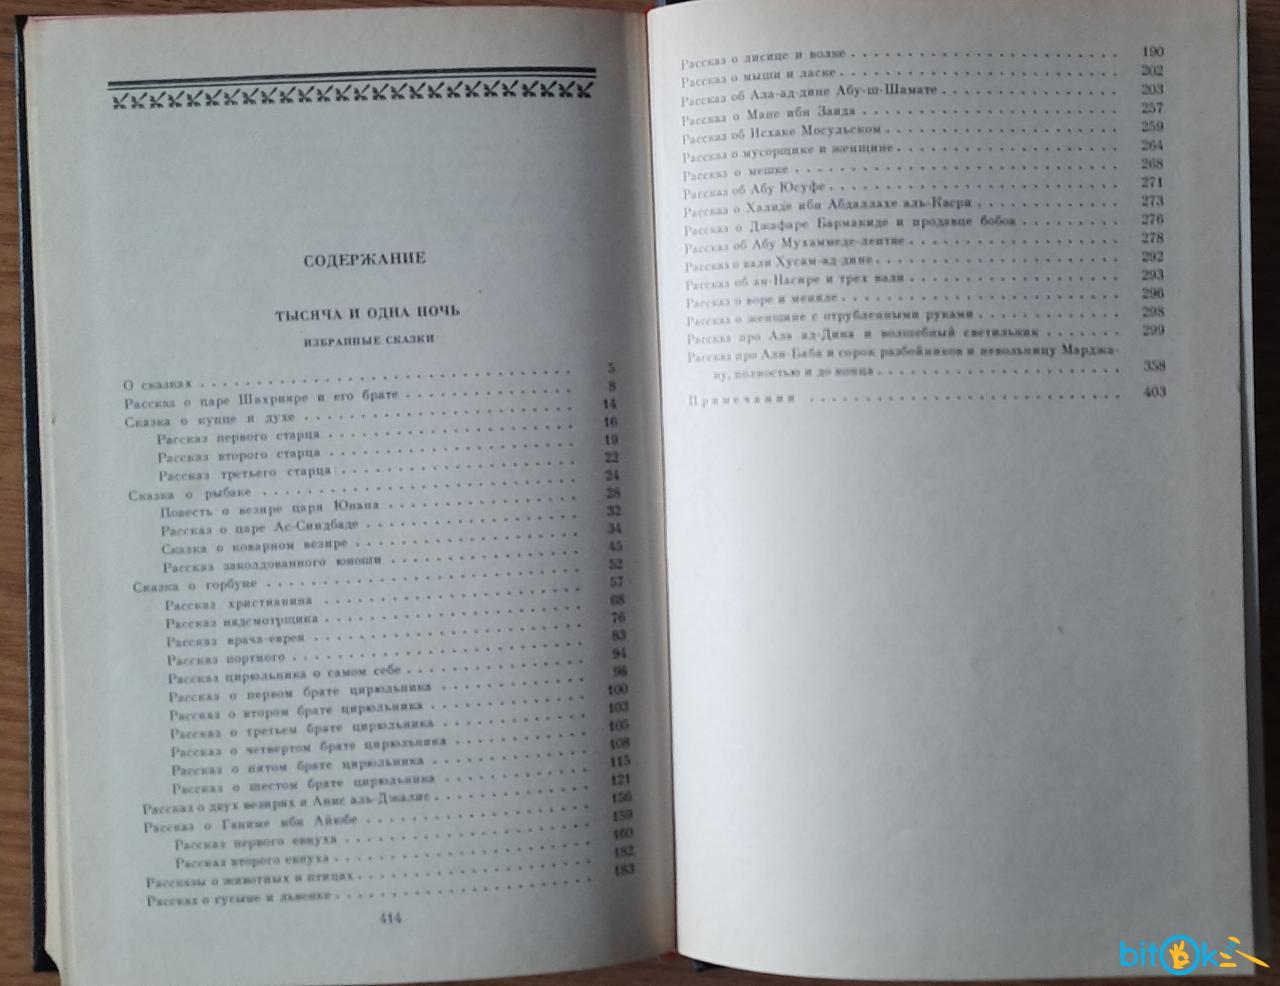 СОДЕРЖАНИЕ
ТЫСЯЧА И ОДНА НОЧЬ
ИЗБРАННЫЕ СКАЗКИ
О сказках . . . 5
Рассказ о царе Шахрияре и его брате . . . 8
Сказка о купце и духе . . . 14
Рассказ первого старца . . . 16
Рассказ второго старца . . . 19
Рассказ третьего старца . . . 22
Сказка о рыбаке . . . 24
Повесть о везире царя Юнана . . . 28
Рассказ о царе Ас-Синдбаде . . . 32
Сказка о коварном везире . . . 34
Рассказ заколдованного юноши . . . 45
Сказка о горбуне . . . 52
Рассказ христианина . . . 57
Рассказ надсмотрщика . . . 68
Рассказ врача-еврея . . . 76
Рассказ портного . . . 83
Рассказ цирюльника о самом себе . . . 94
Рассказ о первом брате цирюльника . . . 96
Рассказ о втором брате цирюльника . . . 100
Рассказ о третьем брате цирюльника . . . 103
Рассказ о четвертом брате цирюльника . . . 105
Рассказ о пятом брате цирюльника . . . 108
Рассказ о шестом брате цирюльника . . . 115
Рассказ о двух везирях и Анис аль-Джалис . . . 121
Рассказ о Ганиме ибн Айюбе . . . 156
Рассказ первого евнуха . . . 159
Рассказ второго евнуха . . . 160
Рассказы о животных и птицах . . . 182
Рассказ о гусыне и львенке . . . 183
414
Рассказ о лисице и волке . . . 190
Рассказ о мыши и ласке . . . 202
Рассказ об Ала-ад-дине Абу-ш-Шамате . . . 203
Рассказ о Мане ибн Заида . . . 257
Рассказ об Исхаке Мосульском . . . 259
Рассказ о мусорщике и женщине . . . 264
Рассказ о мешке . . . 268
Рассказ об Абу Юсуфе . . . 271
Рассказ о Халиде ибн Абдаллахе аль-Касри . . . 273
Рассказ о Джафаре Бармакиде и продавце бобов . . . 276
Рассказ об Абу Мухаммеде-лентяе . . . 278
Рассказ о вали Хусам-ад-дине . . . 292
Рассказ об ан-Насире и трех вали . . . 293
Рассказ о воре и меняле . . . 296
Рассказ о женщине с отрубленными руками . . . 298
Рассказ про Ала ад-Дина и волшебный светильник . . . 299
Рассказ про Али-Баба и сорок разбойников и невольницу Марджа-
ну, полностью и до конца . . . 358
Примечания . . . 403
bitok